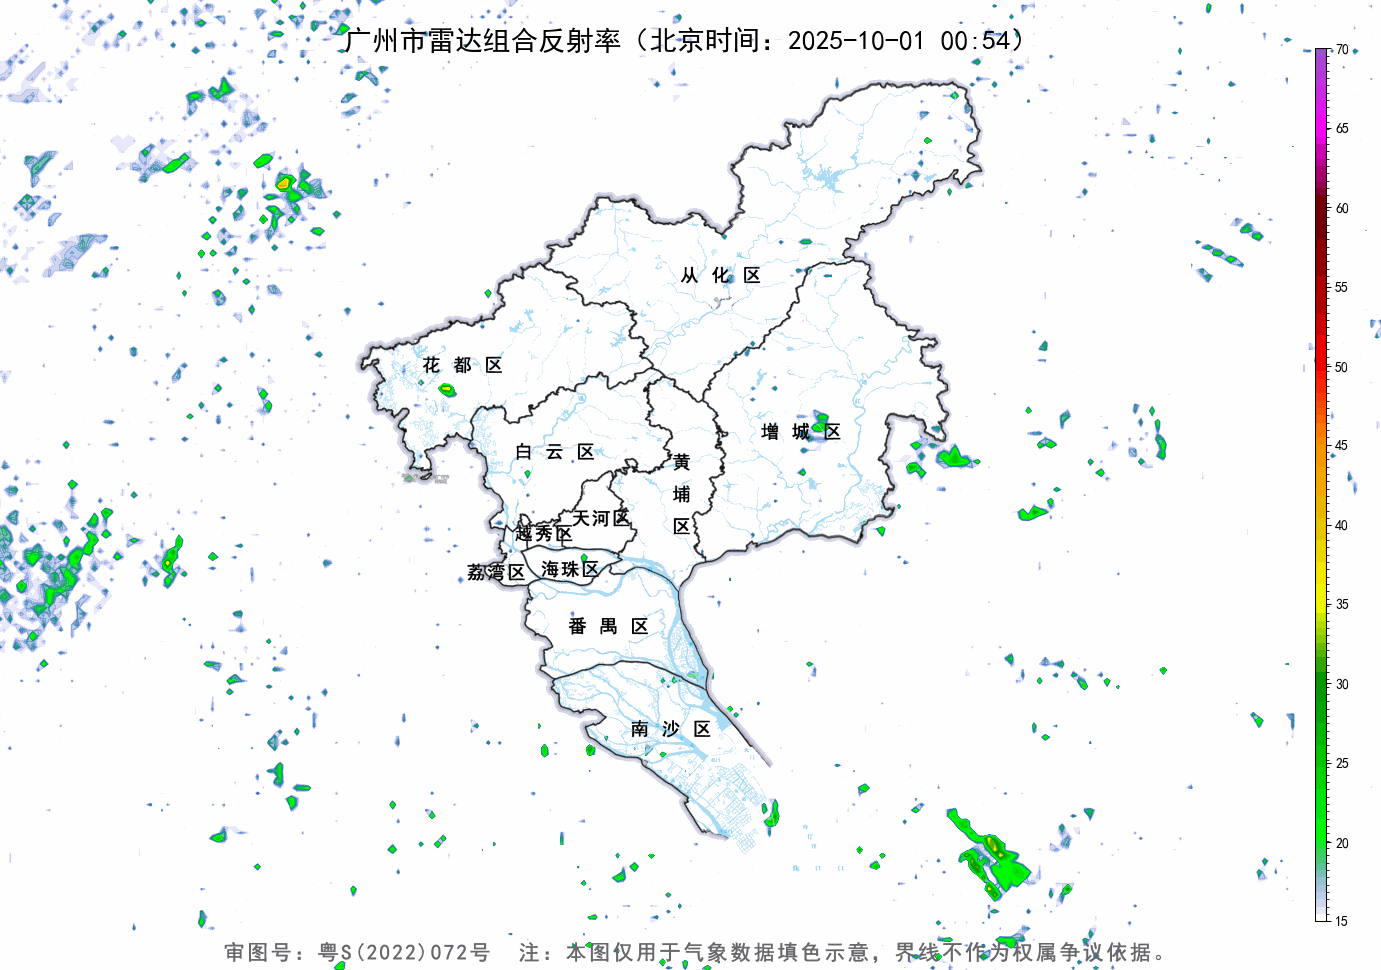 广州市雷达组合反射率（北京时间：2025-10-01 00:54）
70
65
60
55
50
45
40
35
30
25
20
15
从化区
花都区
增城区
白云区
黄埔区
天河区
越秀区
海珠区
荔湾区
番禺区
南沙区
审图号：粤S(2022)072号 注：本图仅用于气象数据填色示意，界线不作为权属争议依据。